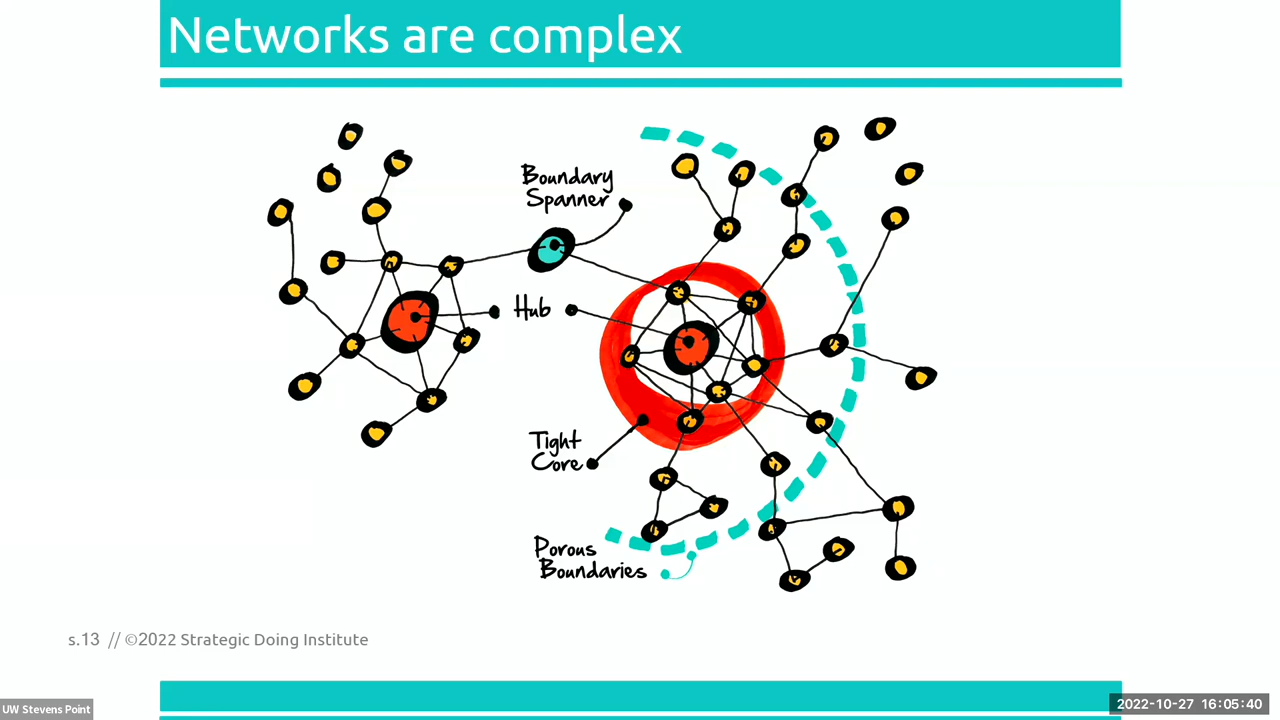 Networks are complex
Boundary
Spanner
Hub
Tight
Core
Porous
Boundaries
s.13 // ©2022 Strategic Doing Institute
UW Stevens Point
2022-10-27 16:05:40